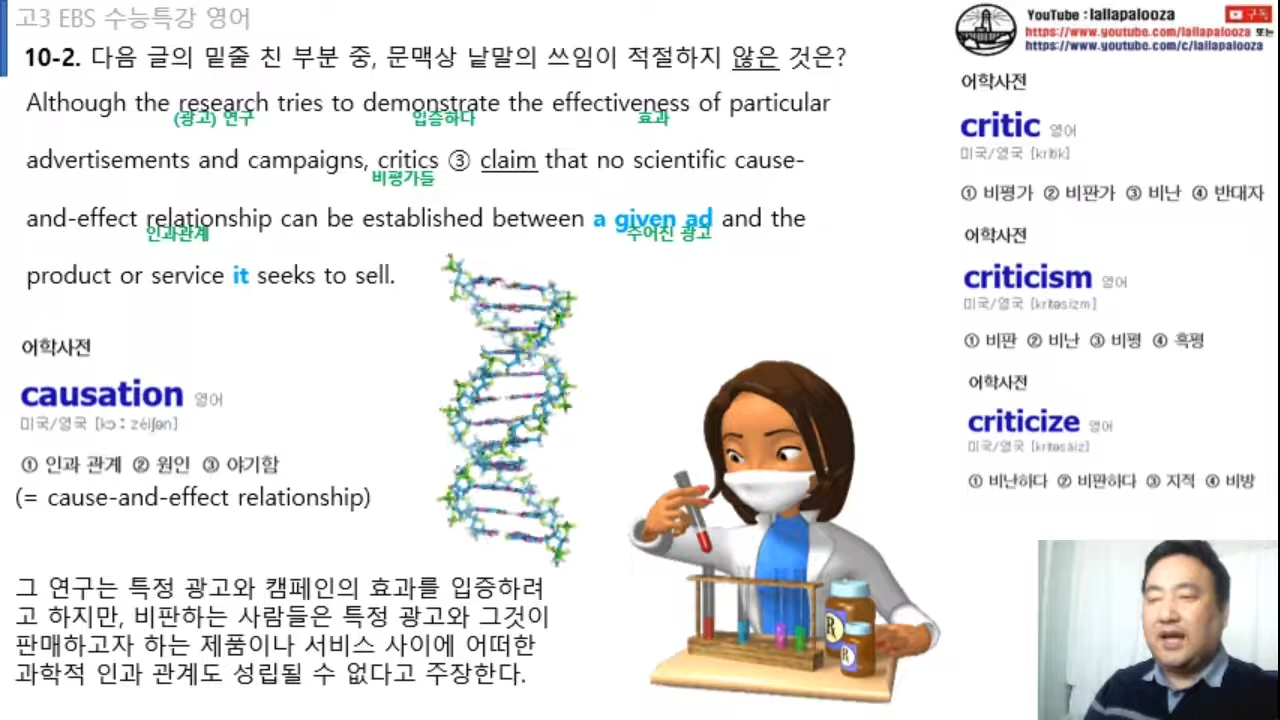 고3 EBS 수능특강 영어
10-2. 다음 글의 밑줄 친 부분 중, 문맥상 낱말의 쓰임이 적절하지 않은 것은?
Although the research tries to demonstrate the effectiveness of particular
(광고) 연구 입증하다 효과
advertisements and campaigns, critics ③ claim that no scientific cause-
비평가들
and-effect relationship can be established between a given ad and the
인과관계 주어진 광고
product or service it seeks to sell.
어학사전
causation 영어
미국/영국 [kɔːzéiʃən]
① 인과 관계 ② 원인 ③ 야기함
(= cause-and-effect relationship)
그 연구는 특정 광고와 캠페인의 효과를 입증하려
고 하지만, 비판하는 사람들은 특정 광고와 그것이
판매하고자 하는 제품이나 서비스 사이에 어떠한
과학적 인과 관계도 성립될 수 없다고 주장한다.
YouTube : lallapalooza
구독
https://www.youtube.com/lallapalooza 또는
https://www.youtube.com/c/lallapalooza
어학사전
critic 영어
미국/영국 [krítik]
① 비평가 ② 비판가 ③ 비난 ④ 반대자
어학사전
criticism 영어
미국/영국 [krítəsìzm]
① 비판 ② 비난 ③ 비평 ④ 혹평
어학사전
criticize 영어
미국/영국 [krítəsàiz]
① 비난하다 ② 비판하다 ③ 지적 ④ 비방
R
R